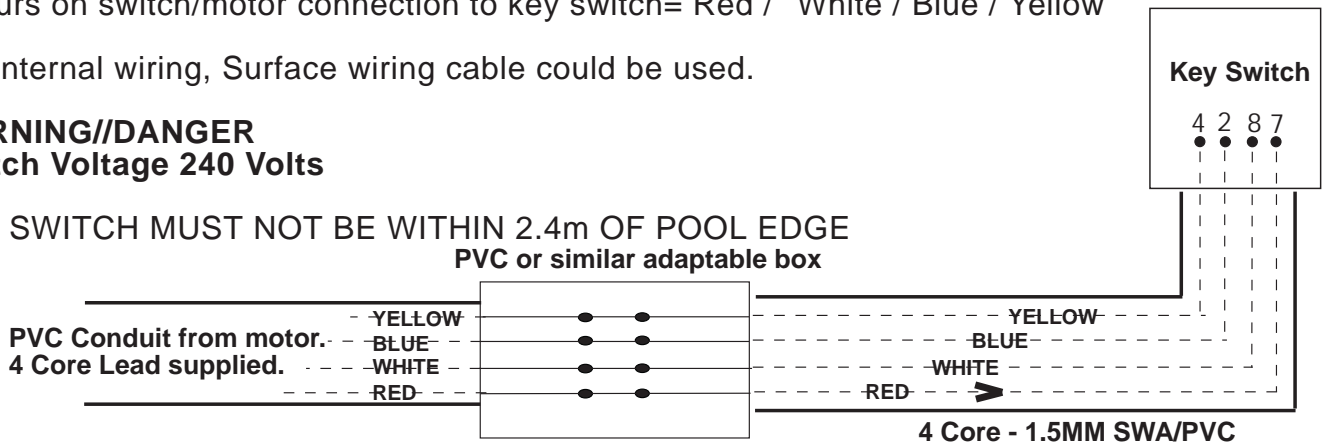 urs on switch/motor connection to key switch= Red / White / Blue / Yellow
nternal wiring, Surface wiring cable could be used.
RNING//DANGER
tch Voltage 240 Volts
SWITCH MUST NOT BE WITHIN 2.4m OF POOL EDGE
PVC or similar adaptable box
Key Switch
4 2 8 7
PVC Conduit from motor.
4 Core Lead supplied.
YELLOW
BLUE
WHITE
RED
YELLOW
BLUE
WHITE
RED
4 Core - 1.5MM SWA/PVC